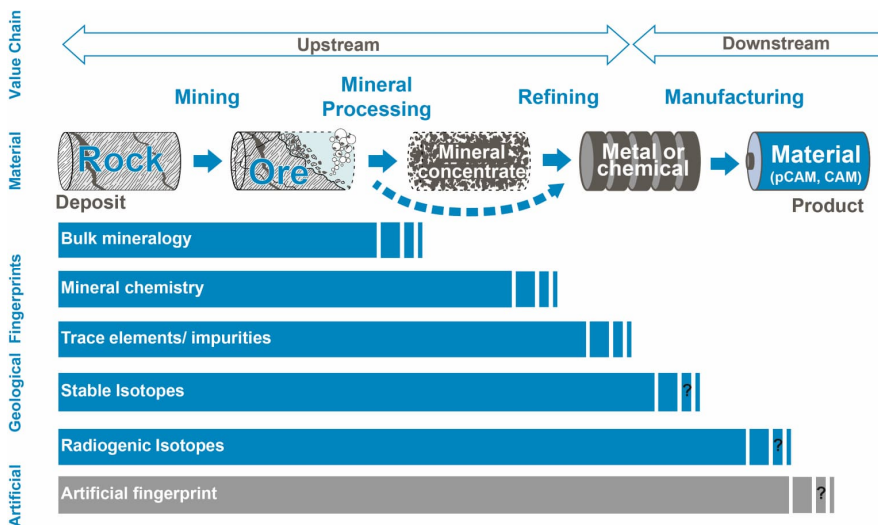 Value Chain
Upstream
Downstream
Mining
Mineral
Processing
Refining
Manufacturing
Material
Rock
Ore
Mineral
concentrate
Metal or
chemical
Material
(pCAM, CAM)
Deposit
Product
Geological Fingerprints
Bulk mineralogy
Mineral chemistry
Trace elements/ impurities
Stable Isotopes
?
Radiogenic Isotopes
?
Artificial
Artificial fingerprint
?